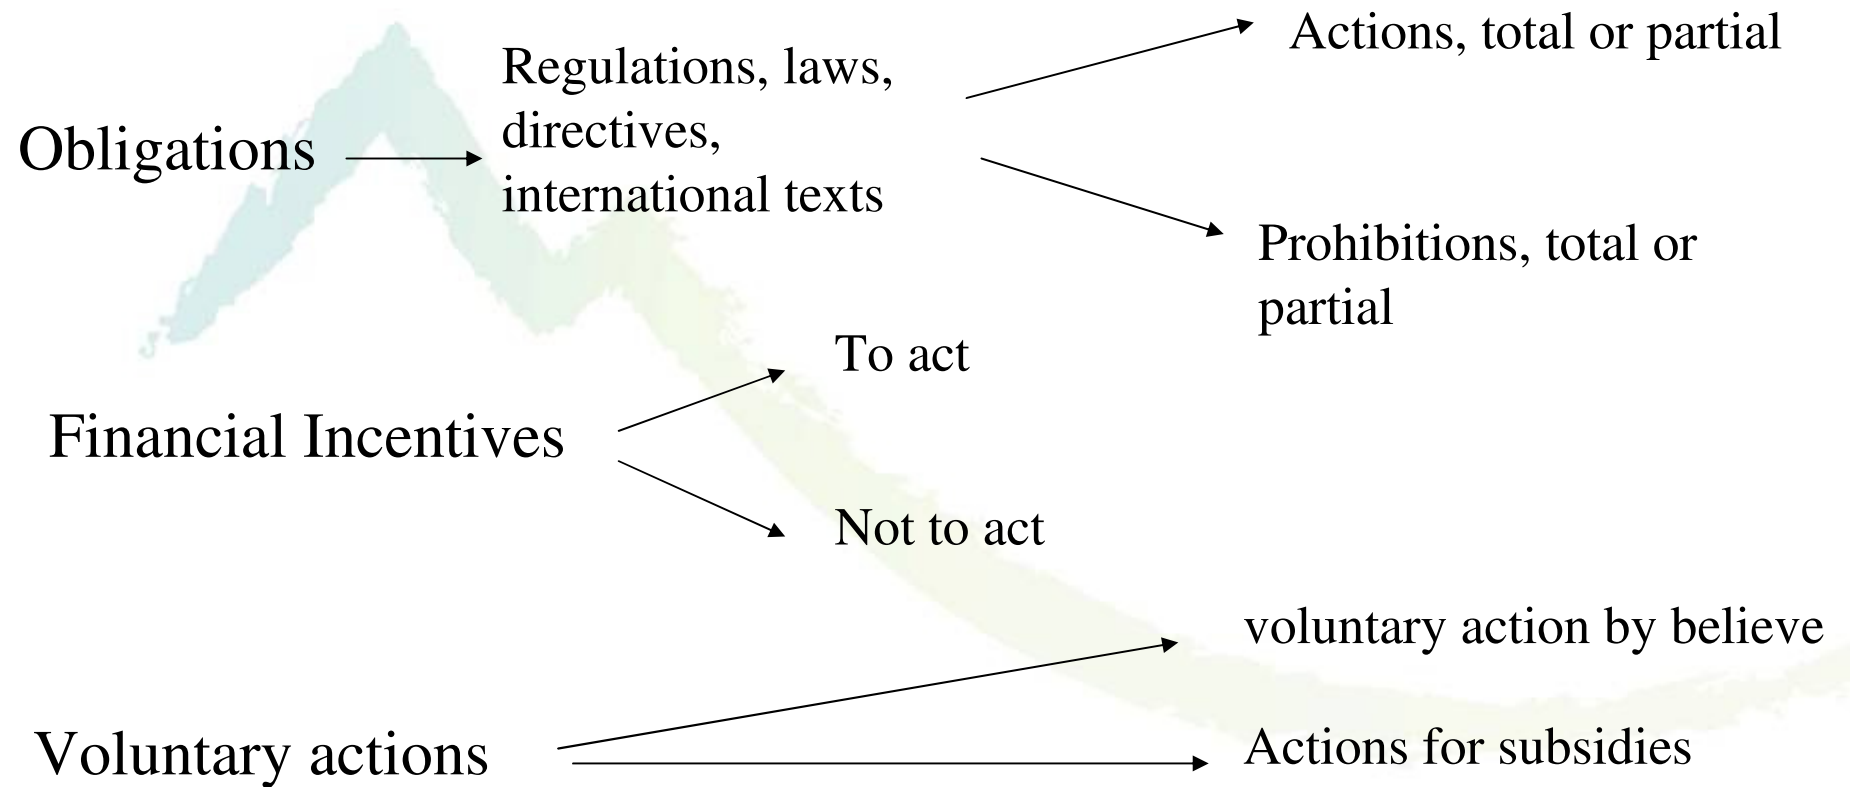 Actions, total or partial
Regulations, laws,
directives,
international texts
Obligations
Prohibitions, total or
partial
To act
Financial Incentives
Not to act
voluntary action by believe
Voluntary actions
Actions for subsidies